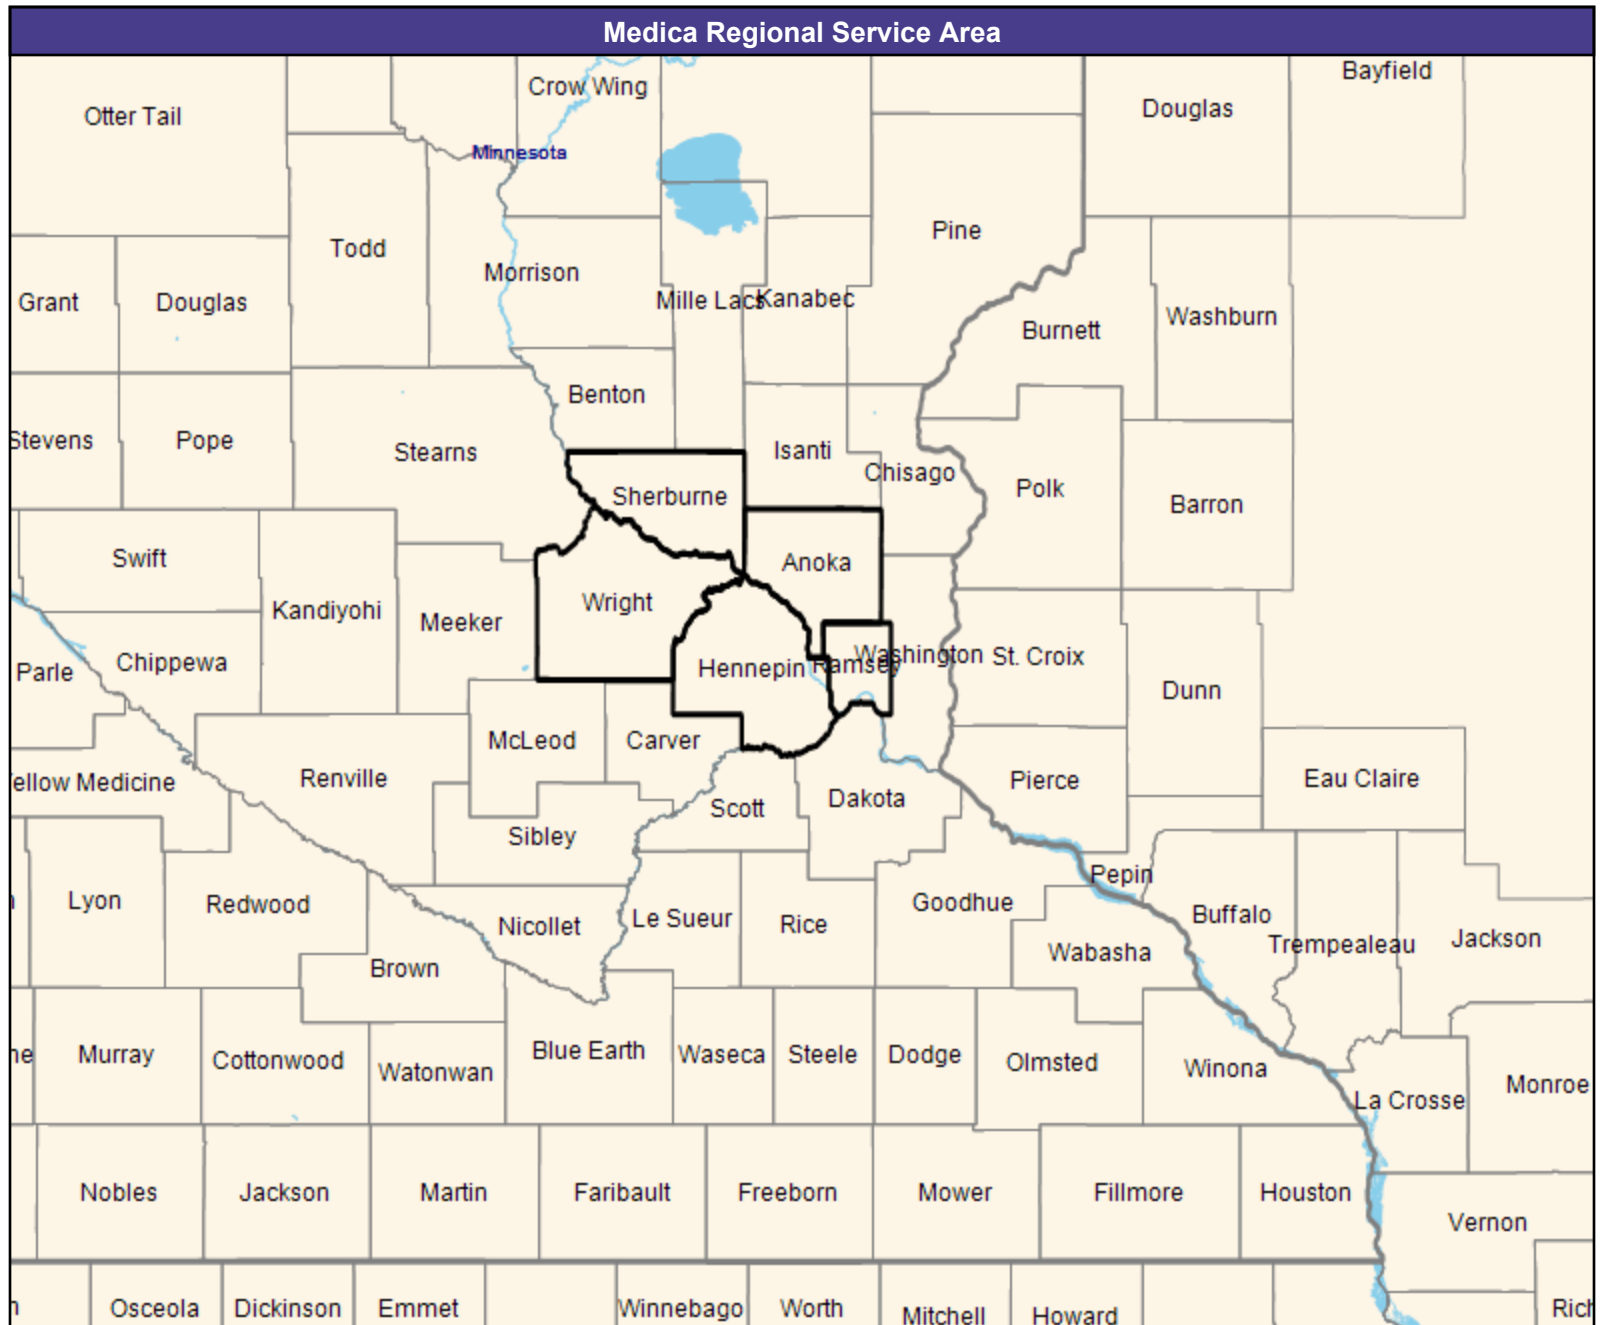 Medica Regional Service Area
Bayfield
Crow Wing
Douglas
Otter Tail
Minnesota
Pine
Todd
Morrison
Mille Lacs
Kanabec
Grant
Douglas
Washburn
Burnett
Benton
Stevens
Pope
Stearns
Isanti
Chisago
Polk
Sherburne
Barron
Swift
Anoka
Wright
Kandiyohi
Meeker
Washington
St. Croix
Chippewa
Hennepin
Ramsey
Parle
Dunn
McLeod
Carver
Renville
Pierce
Eau Claire
ellow Medicine
Dakota
Scott
Sibley
Pepin
Lyon
Redwood
Goodhue
Buffalo
Le Sueur
Rice
Nicollet
Jackson
Trempealeau
Wabasha
Brown
ne
Murray
Cottonwood
Watonwan
Blue Earth
Waseca
Steele
Dodge
Olmsted
Winona
Monroe
La Crosse
Nobles
Jackson
Martin
Faribault
Freeborn
Mower
Fillmore
Houston
Vernon
n
Osceola
Dickinson
Emmet
Winnebago
Worth
Mitchell
Howard
Rich